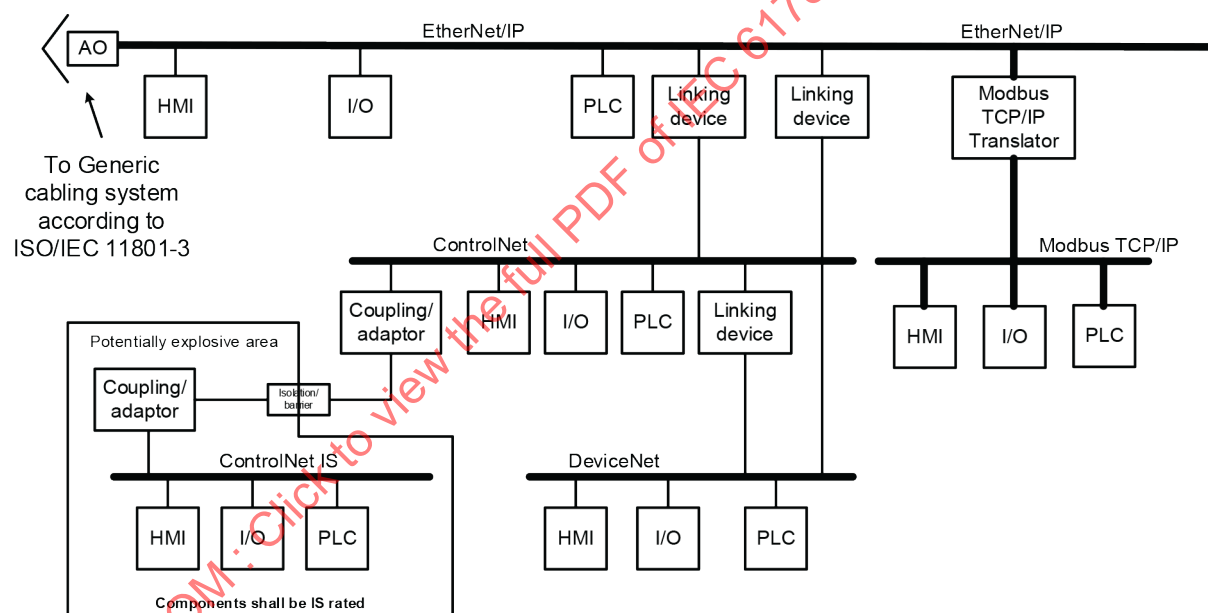 EtherNet/IP
EtherNet/IP
AO
HMI
I/O
PLC
Linking
device
Linking
device
Modbus
TCP/IP
Translator
To Generic
cabling system
according to
ISO/IEC 11801-3
ControlNet
Modbus TCP/IP
Coupling/
adaptor
HMI
I/O
PLC
Linking
device
HMI
I/O
PLC
Potentially explosive area
Coupling/
adaptor
Isolation/
barrier
ControlNet IS
DeviceNet
HMI
I/O
PLC
HMI
I/O
PLC
Components shall be IS rated
OM : Click to view the full PDF of IEC 6178